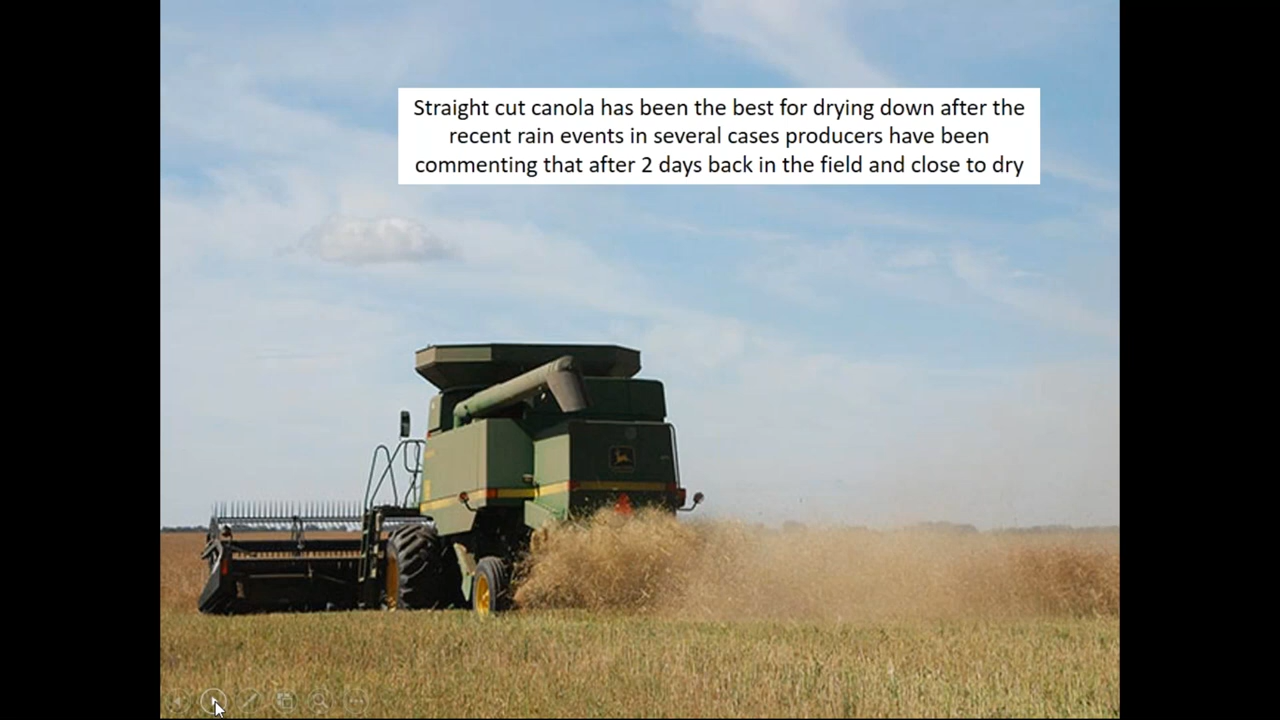 Straight cut canola has been the best for drying down after the
recent rain events in several cases producers have been
commenting that after 2 days back in the field and close to dry